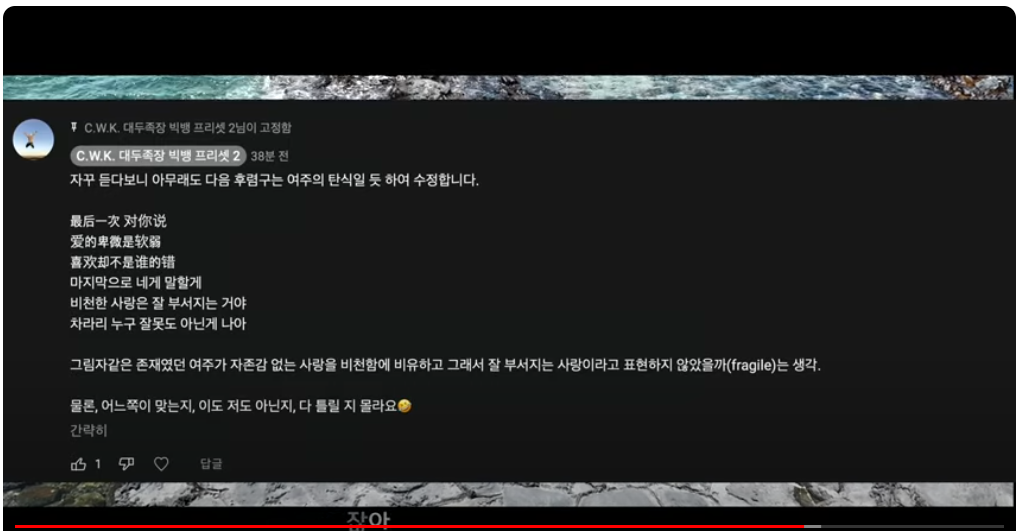 C.W.K. 대두족장 빅뱅 프리셋 2님이 고정함
C.W.K. 대두족장 빅뱅 프리셋 2 38분 전
자꾸 듣다보니 아무래도 다음 후렴구는 여주의 탄식일 듯 하여 수정합니다.
最后一次 对你说
爱的卑微是软弱
喜欢却不是谁的错
마지막으로 네게 말할게
비천한 사랑은 잘 부서지는 거야
차라리 누구 잘못도 아닌게 나아
그림자같은 존재였던 여주가 자존감 없는 사랑을 비천함에 비유하고 그래서 잘 부서지는 사랑이라고 표현하지 않았을까(fragile)는 생각.
물론, 어느쪽이 맞는지, 이도 저도 아닌지, 다 틀릴 지 몰라요🤣
간략히
1 답글
잖아